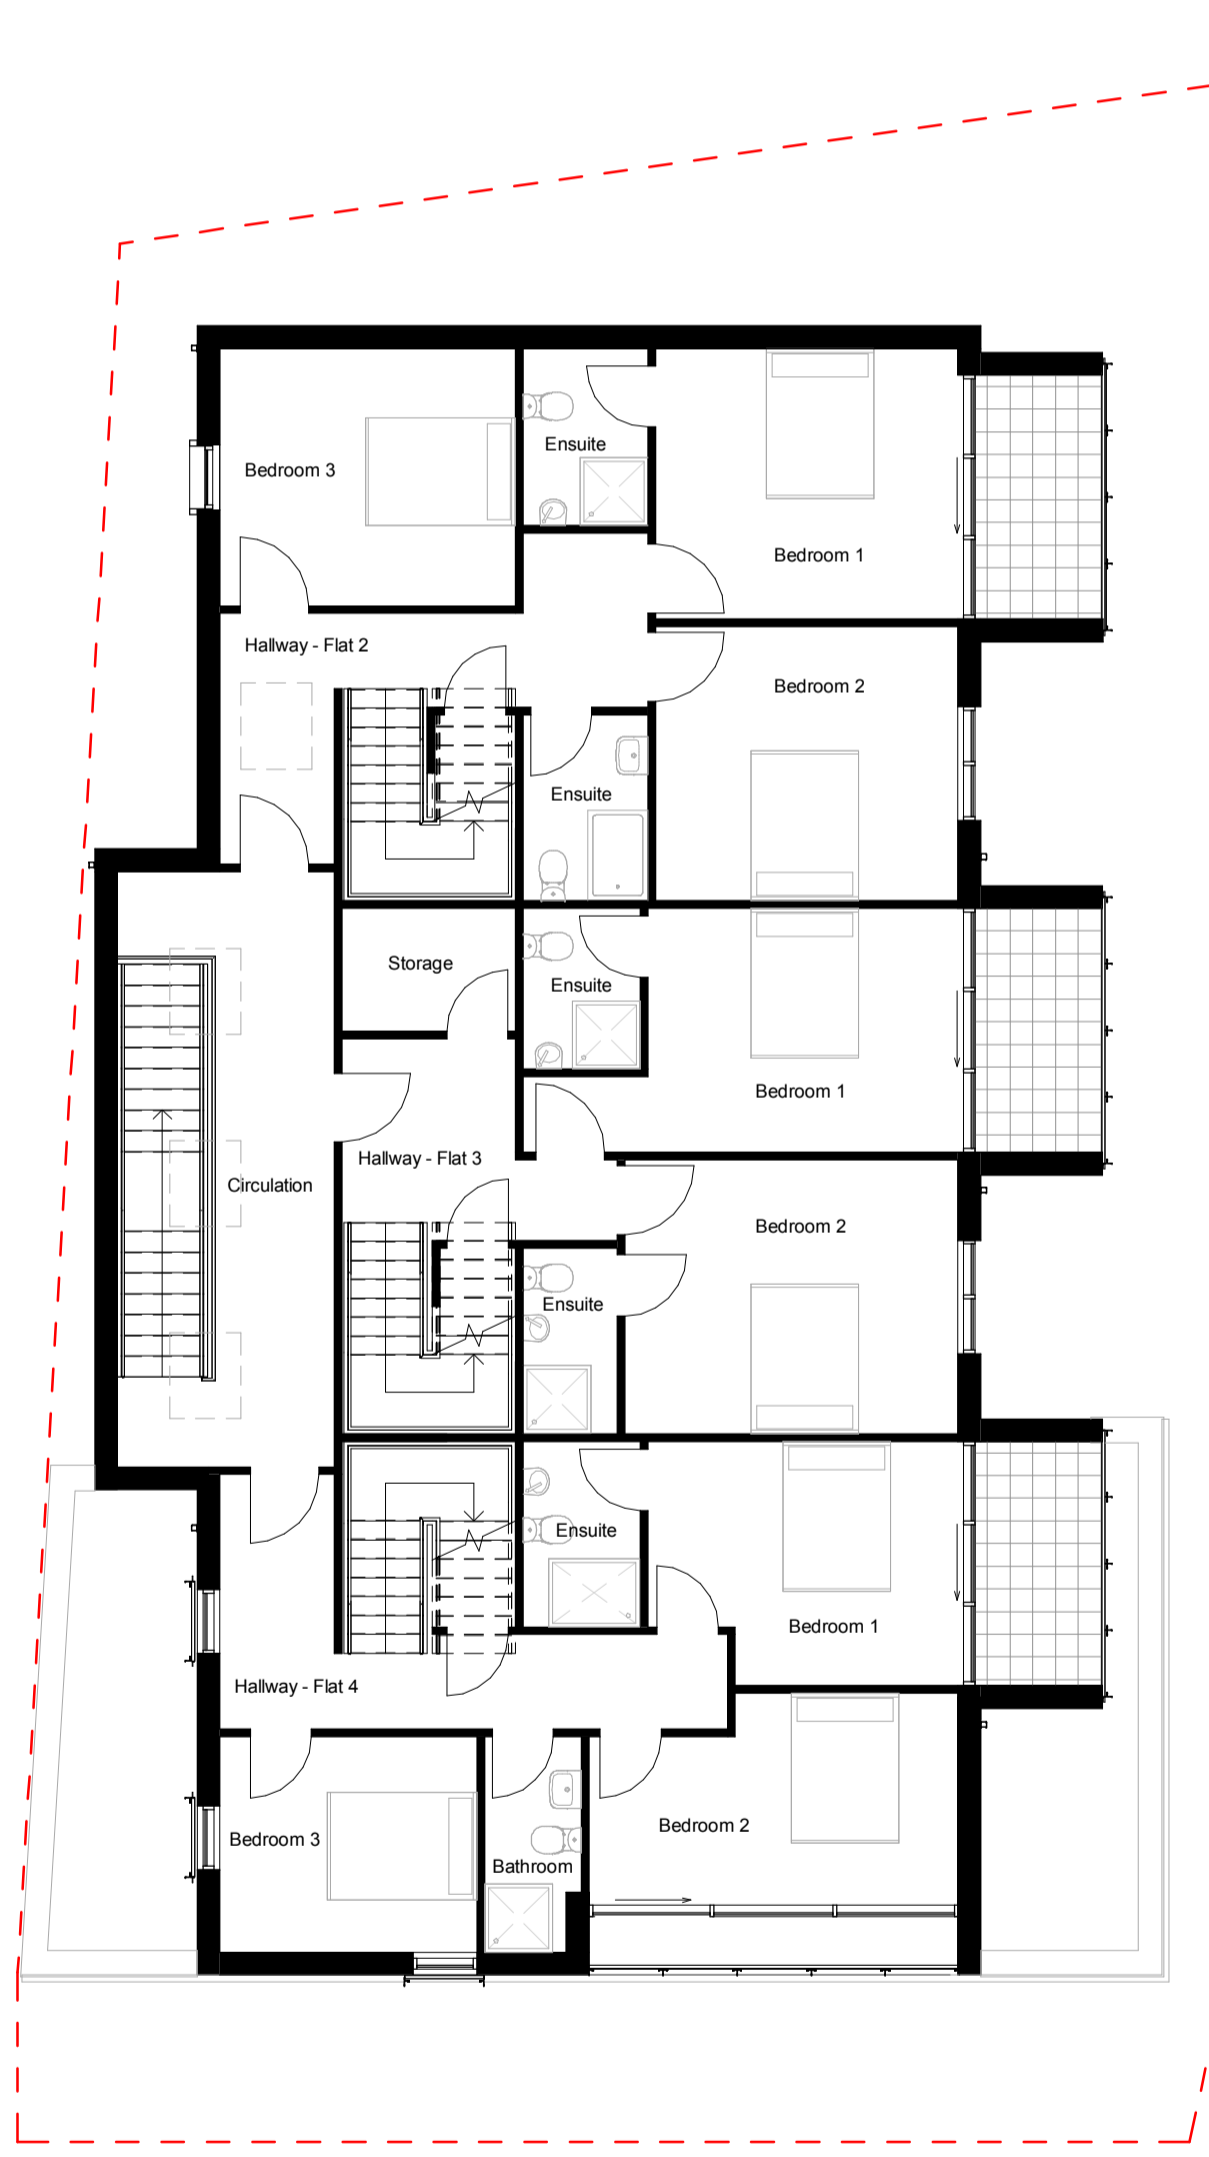 Ensuite
Bedroom 3
Bedroom 1
Hallway - Flat 2
Bedroom 2
Ensuite
Storage
Ensuite
Bedroom 1
Hallway - Flat 3
Circulation
Bedroom 2
Ensuite
Ensuite
Bedroom 1
Hallway - Flat 4
Bedroom 2
Bedroom 3
Bathroom